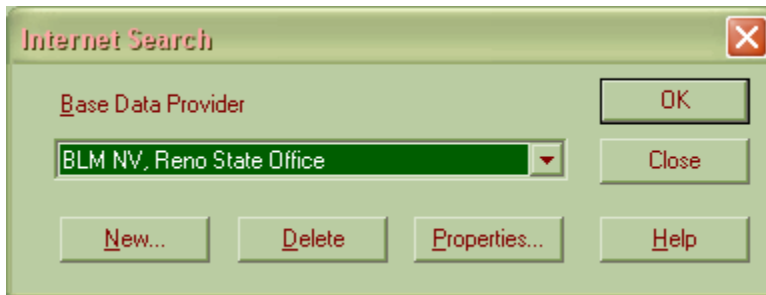 Internet Search
Base Data Provider
OK
BLM NV, Reno State Office
Close
New...
Delete
Properties...
Help